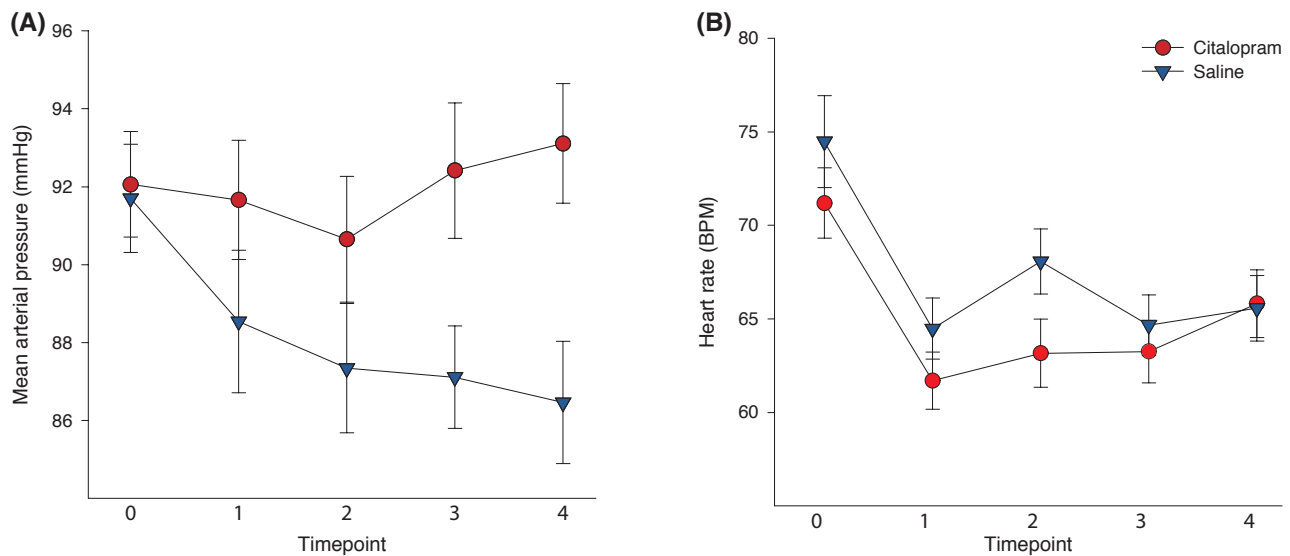 (A)
96
94
92
90
88
86
Mean arterial pressure (mmHg)
0 1 2 3 4
Timepoint
(B)
80
75
70
65
60
Heart rate (BPM)
Citalopram
Saline
0 1 2 3 4
Timepoint